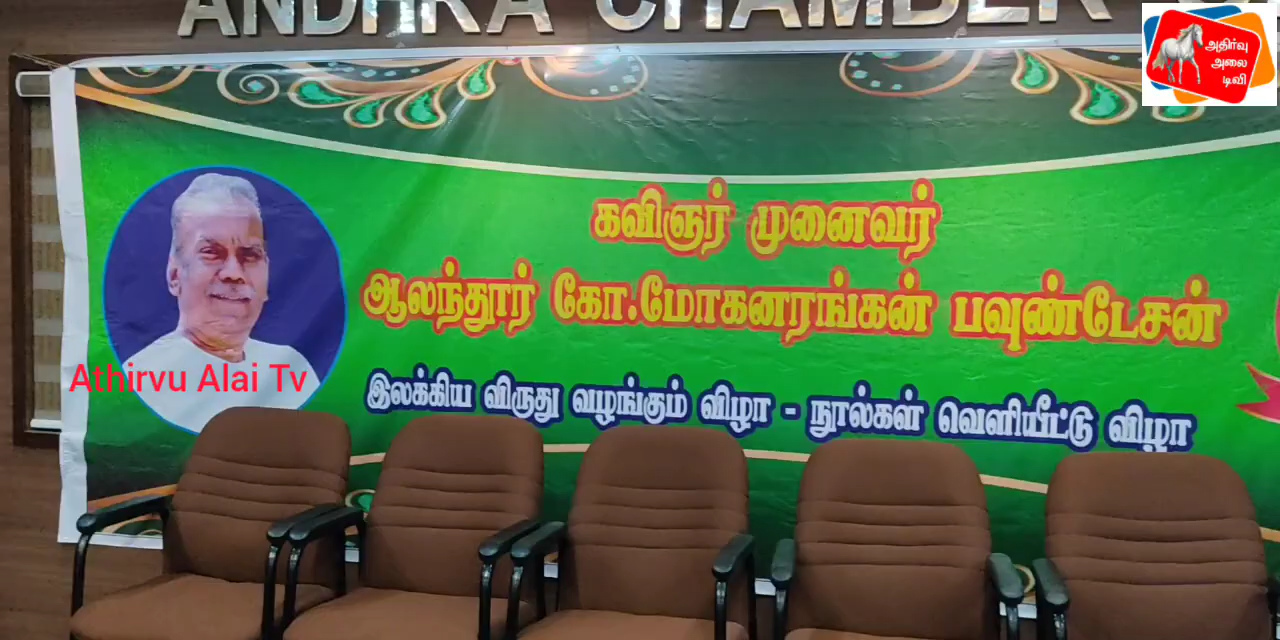 ANDHRA CHAMBER
அதிர்வு
அலை
டிவி
கவிஞர் முனைவர்
ஆலந்தூர் கோ.மோகனரங்கன் பவுண்டேசன்
Athirvu Alai Tv
இலக்கிய விருது வழங்கும் விழா - நூல்கள் வெளியீட்டு விழா